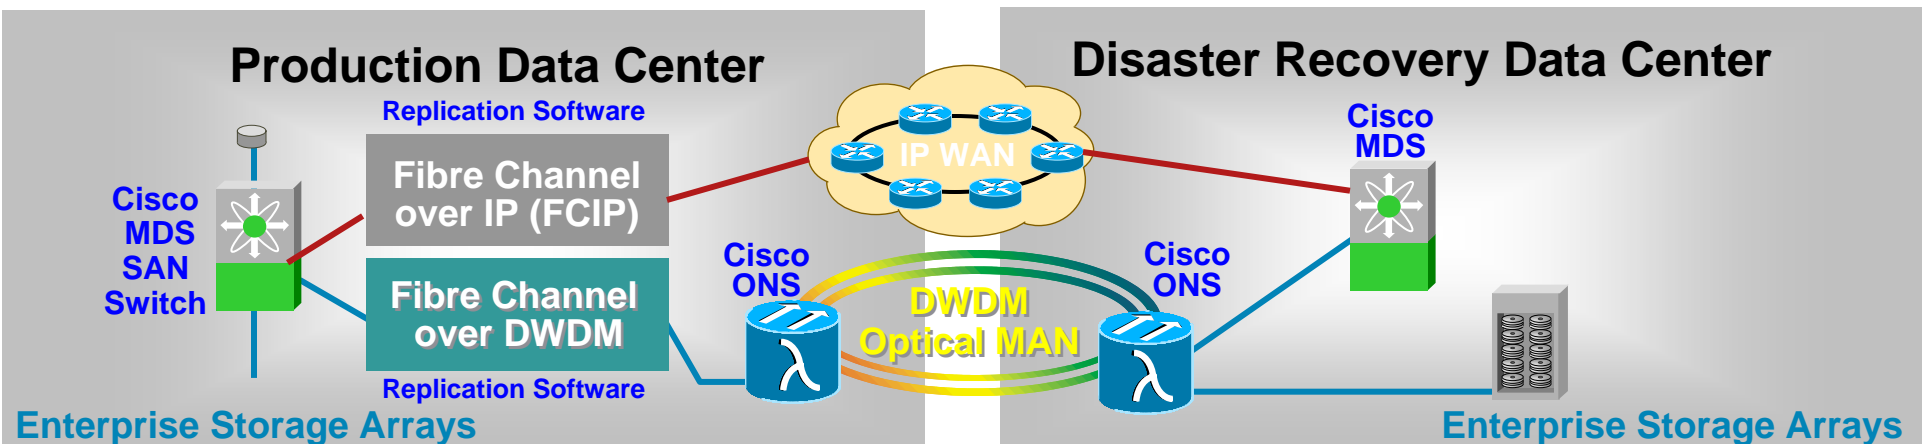 Production Data Center
Disaster Recovery Data Center
Replication Software
Fibre Channel
over IP (FCIP)
IP WAN
Cisco
MDS
Cisco
MDS
SAN
Switch
Fibre Channel
over DWDM
Replication Software
Cisco
ONS
DWDM
Optical MAN
Cisco
ONS
λ
λ
Enterprise Storage Arrays
Enterprise Storage Arrays